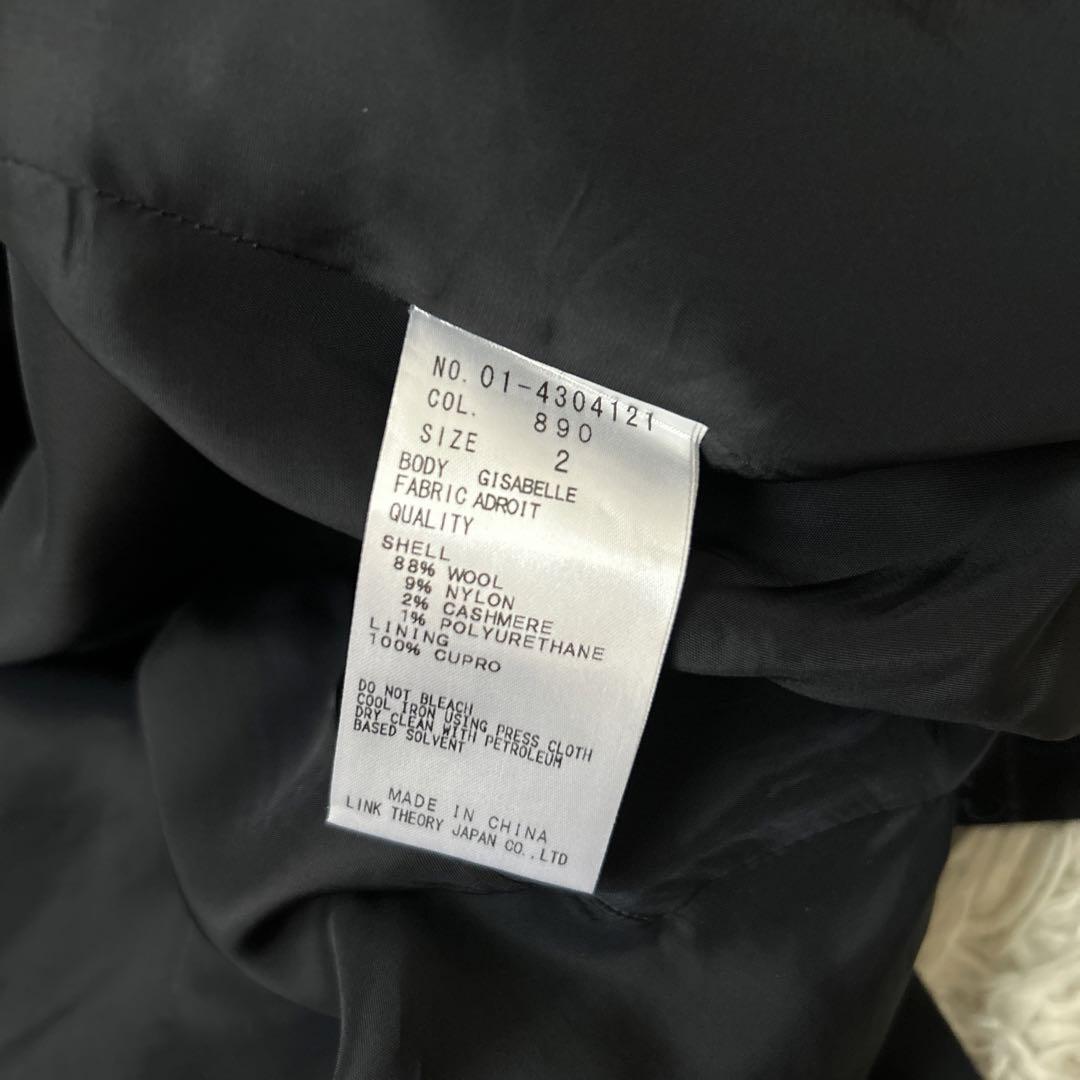 NO. 01-4304121
COL. 890
SIZE 2
BODY GISABELLE
FABRIC ADROIT
QUALITY
SHELL
88% WOOL
9% NYLON
2% CASHMERE
1% POLYURETHANE
LINING
100% CUPRO
DO NOT BLEACH
COOL IRON USING PRESS CLOTH
DRY CLEAN WITH PETROLEUM
BASED SOLVENT
MADE IN CHINA
LINK THEORY JAPAN CO.,LTD